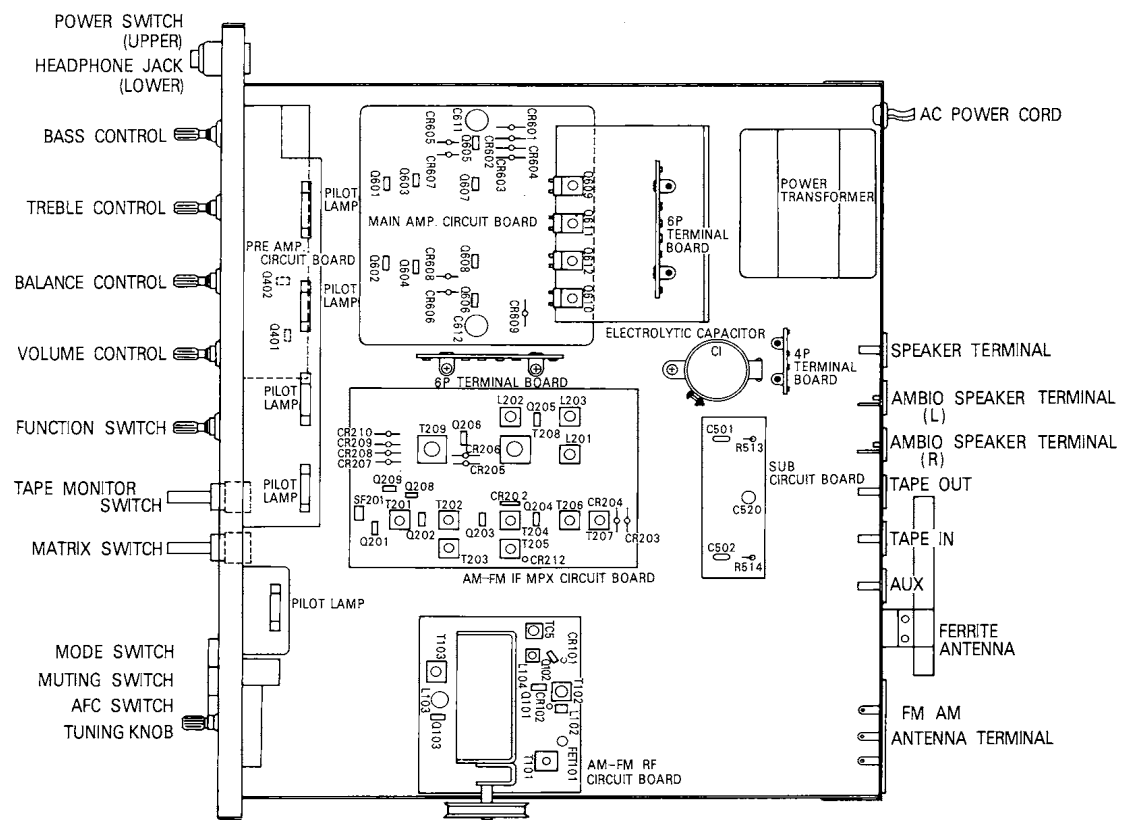 POWER SWITCH
(UPPER)
HEADPHONE JACK
(LOWER)
BASS CONTROL
TREBLE CONTROL
BALANCE CONTROL
VOLUME CONTROL
FUNCTION SWITCH
TAPE MONITOR
SWITCH
MATRIX SWITCH
MODE SWITCH
MUTING SWITCH
AFC SWITCH
TUNING KNOB
PRE AMP.
CIRCUIT BOARD
Q402
Q401
PILOT
LAMP
PILOT
LAMP
PILOT
LAMP
PILOT
LAMP
PILOT LAMP
C611
CR605
Q605
CR601
CR602
CR604
CR603
CR607
Q601
Q603
Q607
MAIN AMP. CIRCUIT BOARD
Q602
Q604
CR608
Q608
CR606
Q606
C612
CR609
Q609
Q611
Q612
Q610
6P
TERMINAL
BOARD
POWER
TRANSFORMER
ELECTROLYTIC CAPACITOR
C1
4P
TERMINAL
BOARD
6P TERMINAL BOARD
L202
Q205
L203
CR210
CR209
CR208
CR207
T209
Q206
CR206
CR205
T208
L201
Q209
Q208
SF201
T201
T202
CR202
Q204
T206
CR204
Q201
Q202
Q203
T204
T207
CR203
T203
T205
CR212
AM-FM IF MPX CIRCUIT BOARD
C501
R513
SUB
CIRCUIT BOARD
C520
C502
R514
T103
L103
Q103
TC5
CR101
Q102
L104
Q101
CR102
T102
L102
FET101
T101
AM-FM RF
CIRCUIT BOARD
AC POWER CORD
SPEAKER TERMINAL
AMBIO SPEAKER TERMINAL
(L)
AMBIO SPEAKER TERMINAL
(R)
TAPE OUT
TAPE IN
AUX
FERRITE
ANTENNA
FM AM
ANTENNA TERMINAL